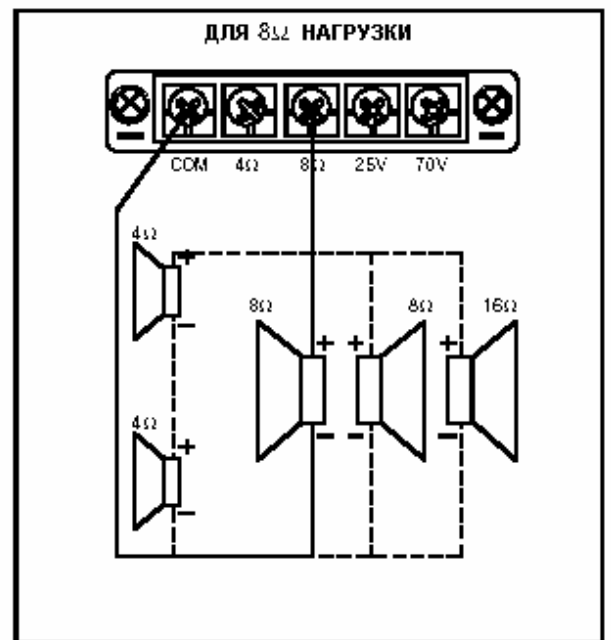 ДЛЯ 8Ω НАГРУЗКИ
COM 4Ω 8Ω 25V 70V
4Ω
+
−
8Ω 8Ω 16Ω
+ + +
− − −
4Ω
+
−